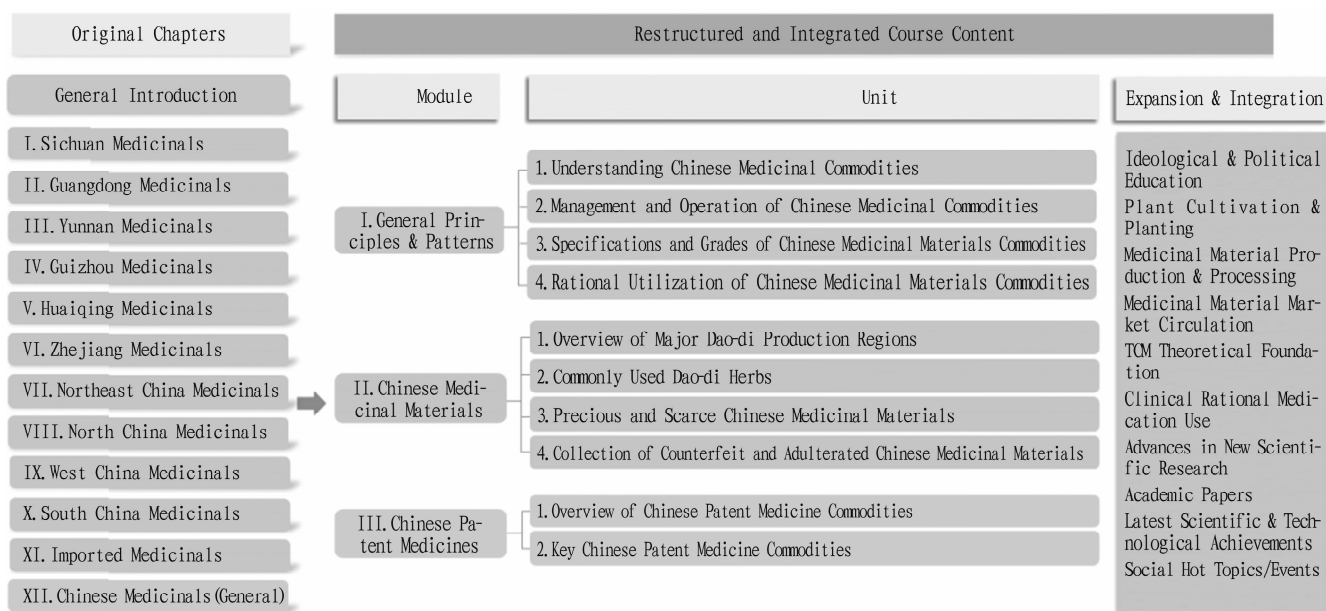 Original Chapters
General Introduction
I.Sichuan Medicinals
II.Guangdong Medicinals
III.Yunnan Medicinals
IV.Guizhou Medicinals
V.Huaiqing Medicinals
VI.Zhejiang Medicinals
VII.Northeast China Medicinals
VIII.North China Medicinals
IX.West China Medicinals
X.South China Medicinals
XI.Imported Medicinals
XII.Chinese Medicinals(General)
Restructured and Integrated Course Content
Module
Unit
I.General Prin-
ciples & Patterns
1.Understanding Chinese Medicinal Commodities
2.Management and Operation of Chinese Medicinal Commodities
3.Specifications and Grades of Chinese Medicinal Materials Commodities
4.Rational Utilization of Chinese Medicinal Materials Commodities
II.Chinese Medi-
cinal Materials
1.Overview of Major Dao-di Production Regions
2.Commonly Used Dao-di Herbs
3.Precious and Scarce Chinese Medicinal Materials
4.Collection of Counterfeit and Adulterated Chinese Medicinal Materials
III.Chinese Pa-
tent Medicines
1.Overview of Chinese Patent Medicine Commodities
2.Key Chinese Patent Medicine Commodities
Expansion & Integration
Ideological & Political
Education
Plant Cultivation &
Planting
Medicinal Material Pro-
duction & Processing
Medicinal Material Mar-
ket Circulation
TCM Theoretical Founda-
tion
Clinical Rational Medi-
cation Use
Advances in New Scienti-
fic Research
Academic Papers
Latest Scientific & Tech-
nological Achievements
Social Hot Topics/Events